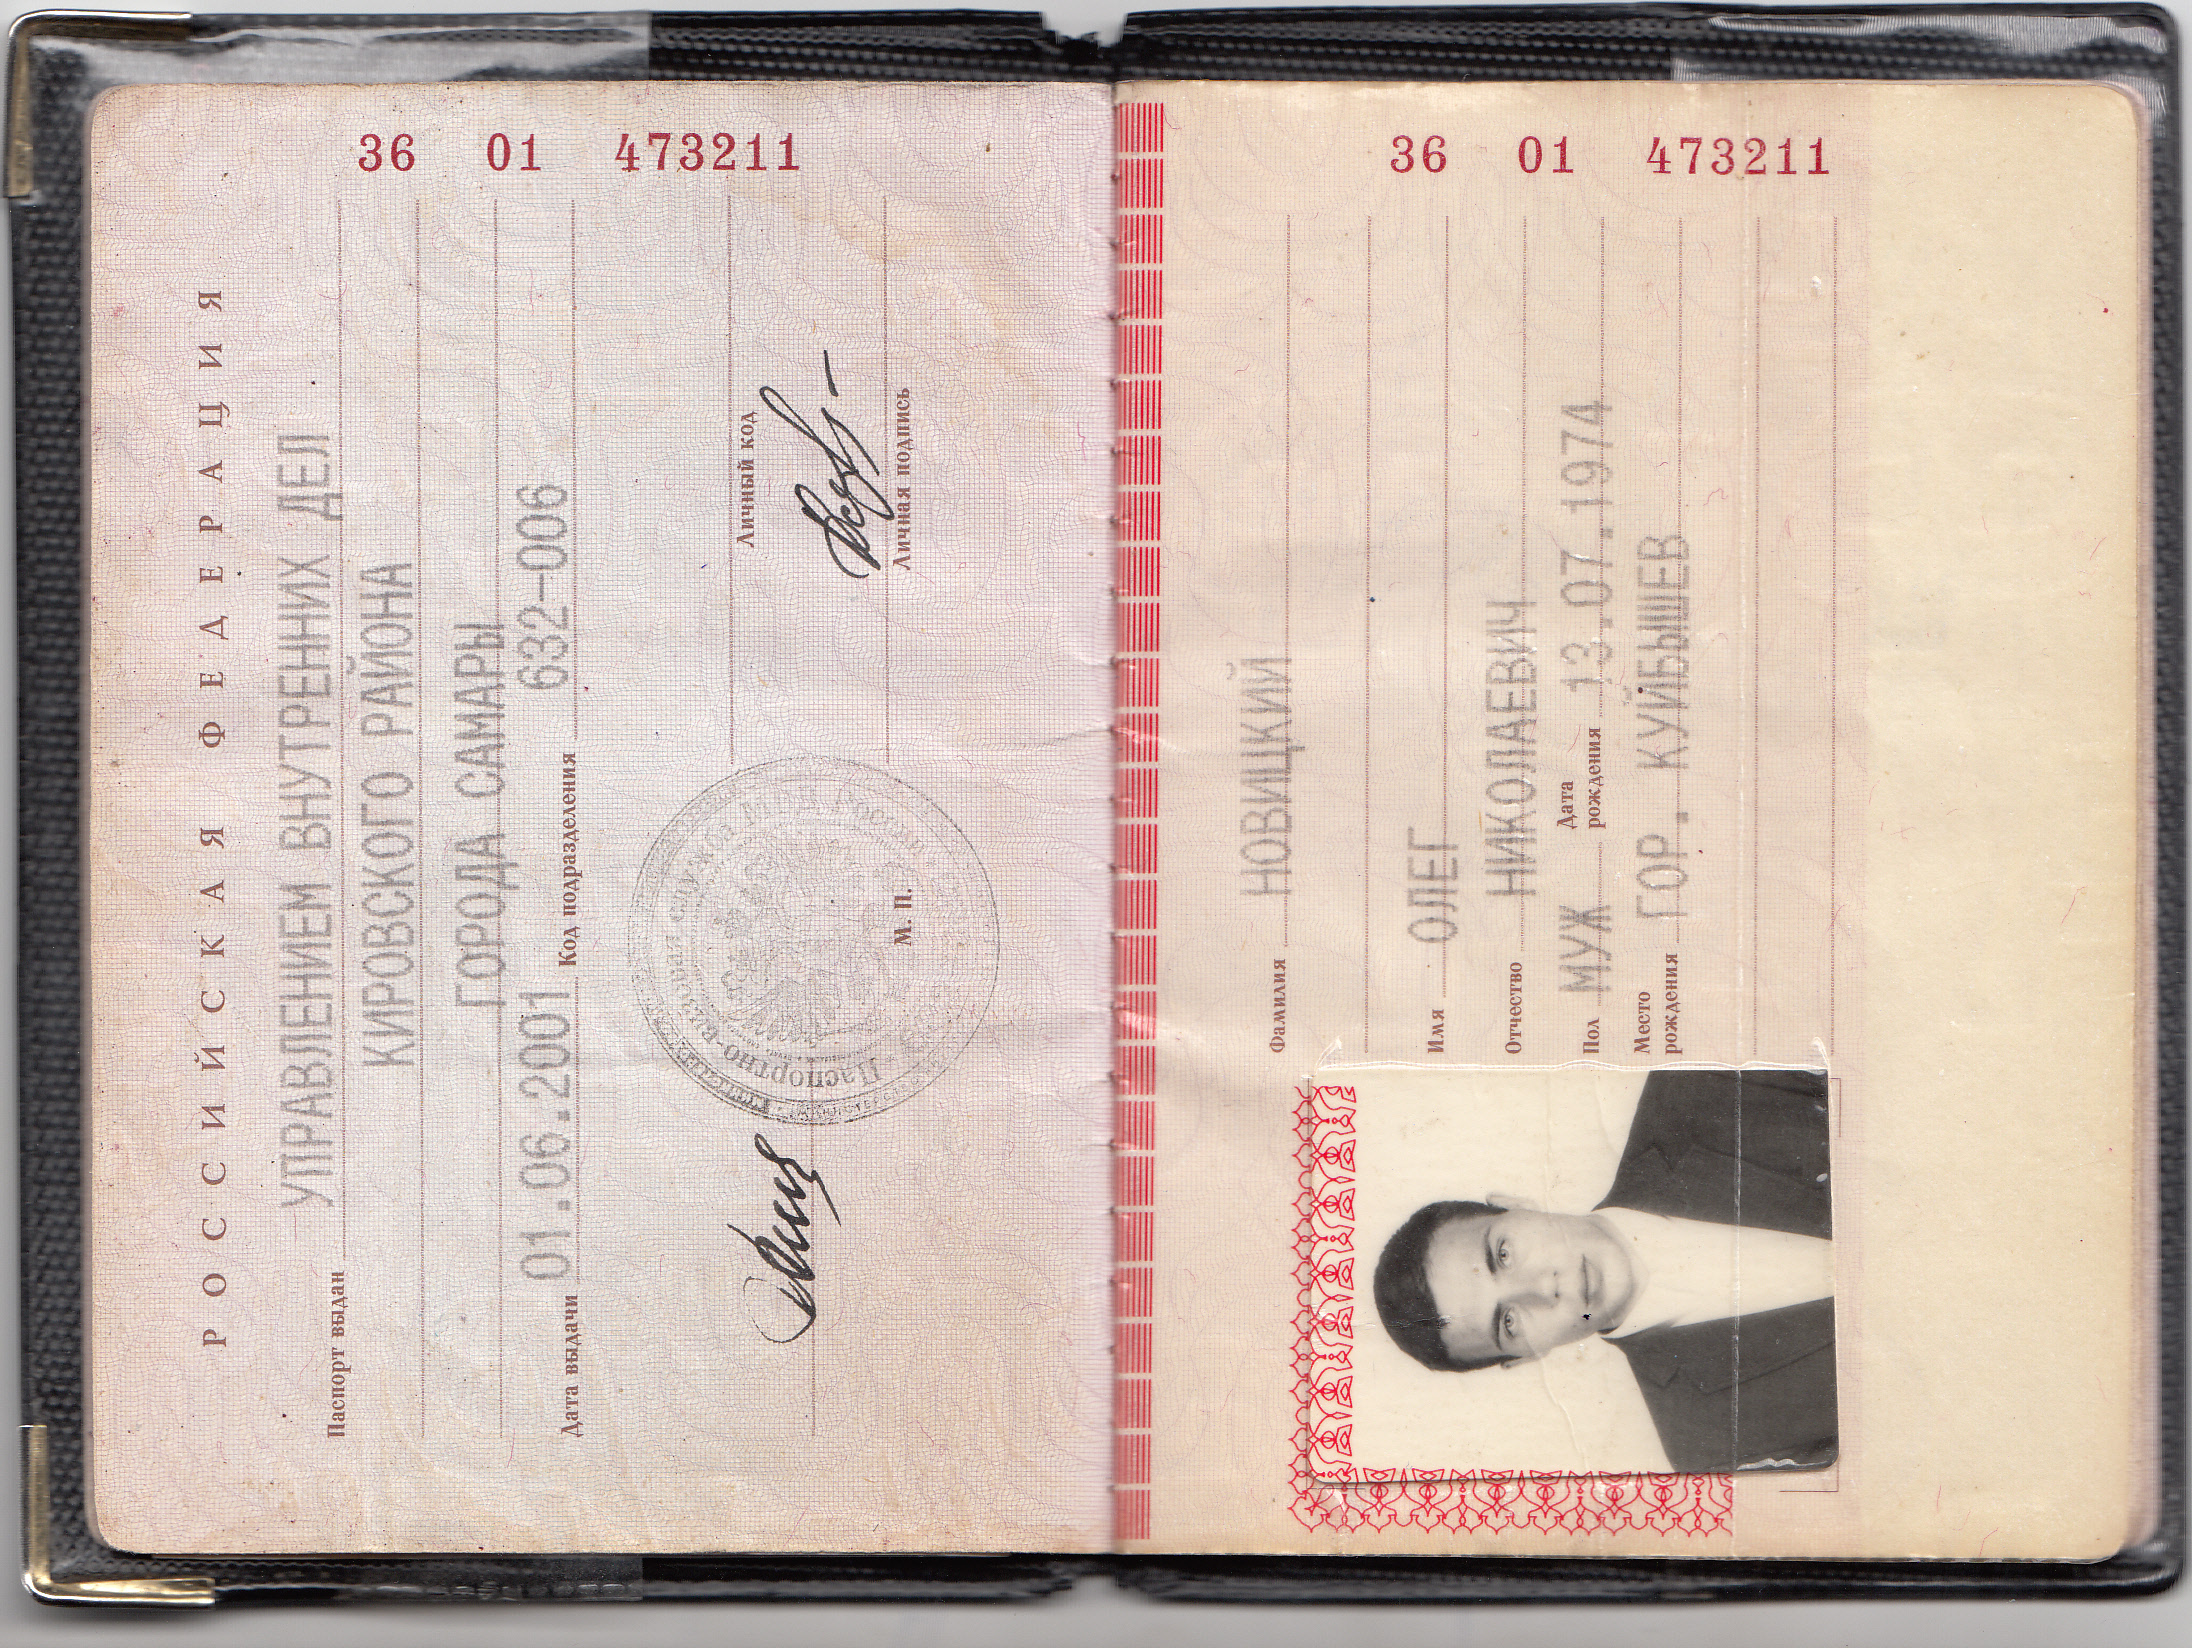 РОССИЙСКАЯ ФЕДЕРАЦИЯ
Паспорт выдан УПРАВЛЕНИЕМ ВНУТРЕННИХ ДЕЛ
КИРОВСКОГО РАЙОНА
ГОРОДА САМАРЫ
Дата выдачи 01.06.2001 Код подразделения 632-006
Личный код
Личная подпись
М. П.
Паспортно-визовая служба МВД России
36 01 473211
Фамилия НОВИЦКИЙ
Имя ОЛЕГ
Отчество НИКОЛАЕВИЧ
Пол МУЖ Дата рождения 13.07.1974
Место рождения ГОР. КУЙБЫШЕВ
36 01 473211